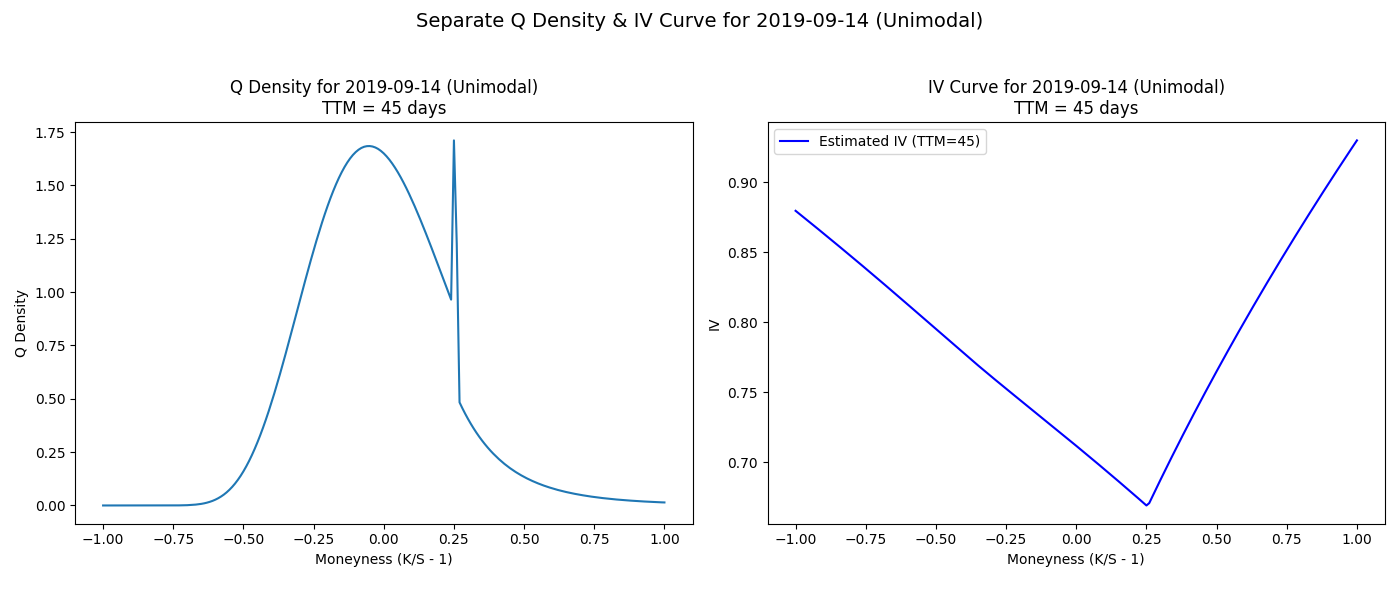 Separate Q Density & IV Curve for 2019-09-14 (Unimodal)
Q Density for 2019-09-14 (Unimodal)
TTM = 45 days
1.75
1.50
1.25
1.00
0.75
0.50
0.25
0.00
Q Density
−1.00 −0.75 −0.50 −0.25 0.00 0.25 0.50 0.75 1.00
Moneyness (K/S - 1)
IV Curve for 2019-09-14 (Unimodal)
TTM = 45 days
Estimated IV (TTM=45)
0.90
0.85
0.80
0.75
0.70
IV
−1.00 −0.75 −0.50 −0.25 0.00 0.25 0.50 0.75 1.00
Moneyness (K/S - 1)